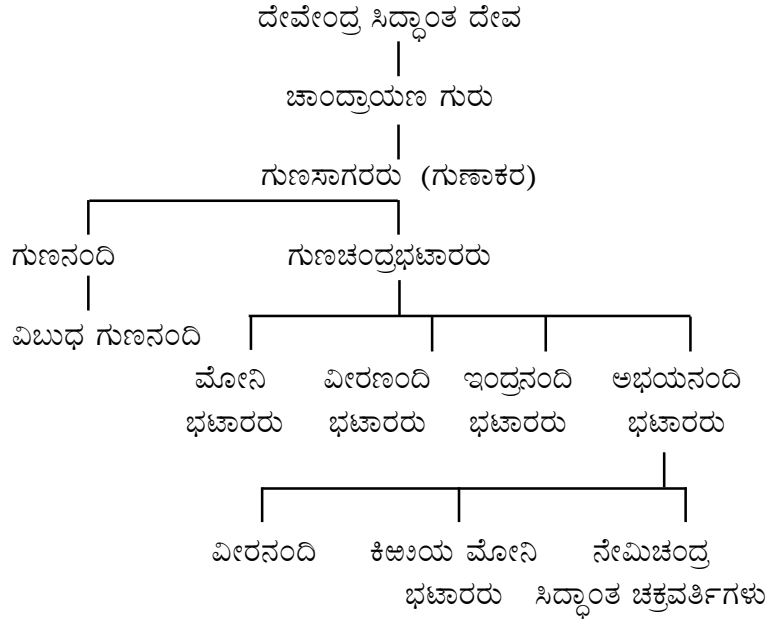 ದೇವೇಂದ್ರ ಸಿದ್ಧಾಂತ ದೇವ
ಚಾಂದ್ರಾಯಣ ಗುರು
ಗುಣಸಾಗರರು (ಗುಣಾಕರ)
ಗುಣನಂದಿ ಗುಣಚಂದ್ರಭಟಾರರು
ವಿಬುಧ ಗುಣನಂದಿ
ಮೋನಿ ವೀರಣಂದಿ ಇಂದ್ರನಂದಿ ಅಭಯನಂದಿ
ಭಟಾರರು ಭಟಾರರು ಭಟಾರರು ಭಟಾರರು
ವೀರನಂದಿ ಕಿಱಿಯ ಮೋನಿ ನೇಮಿಚಂದ್ರ
ಭಟಾರರು ಸಿದ್ಧಾಂತ ಚಕ್ರವರ್ತಿಗಳು